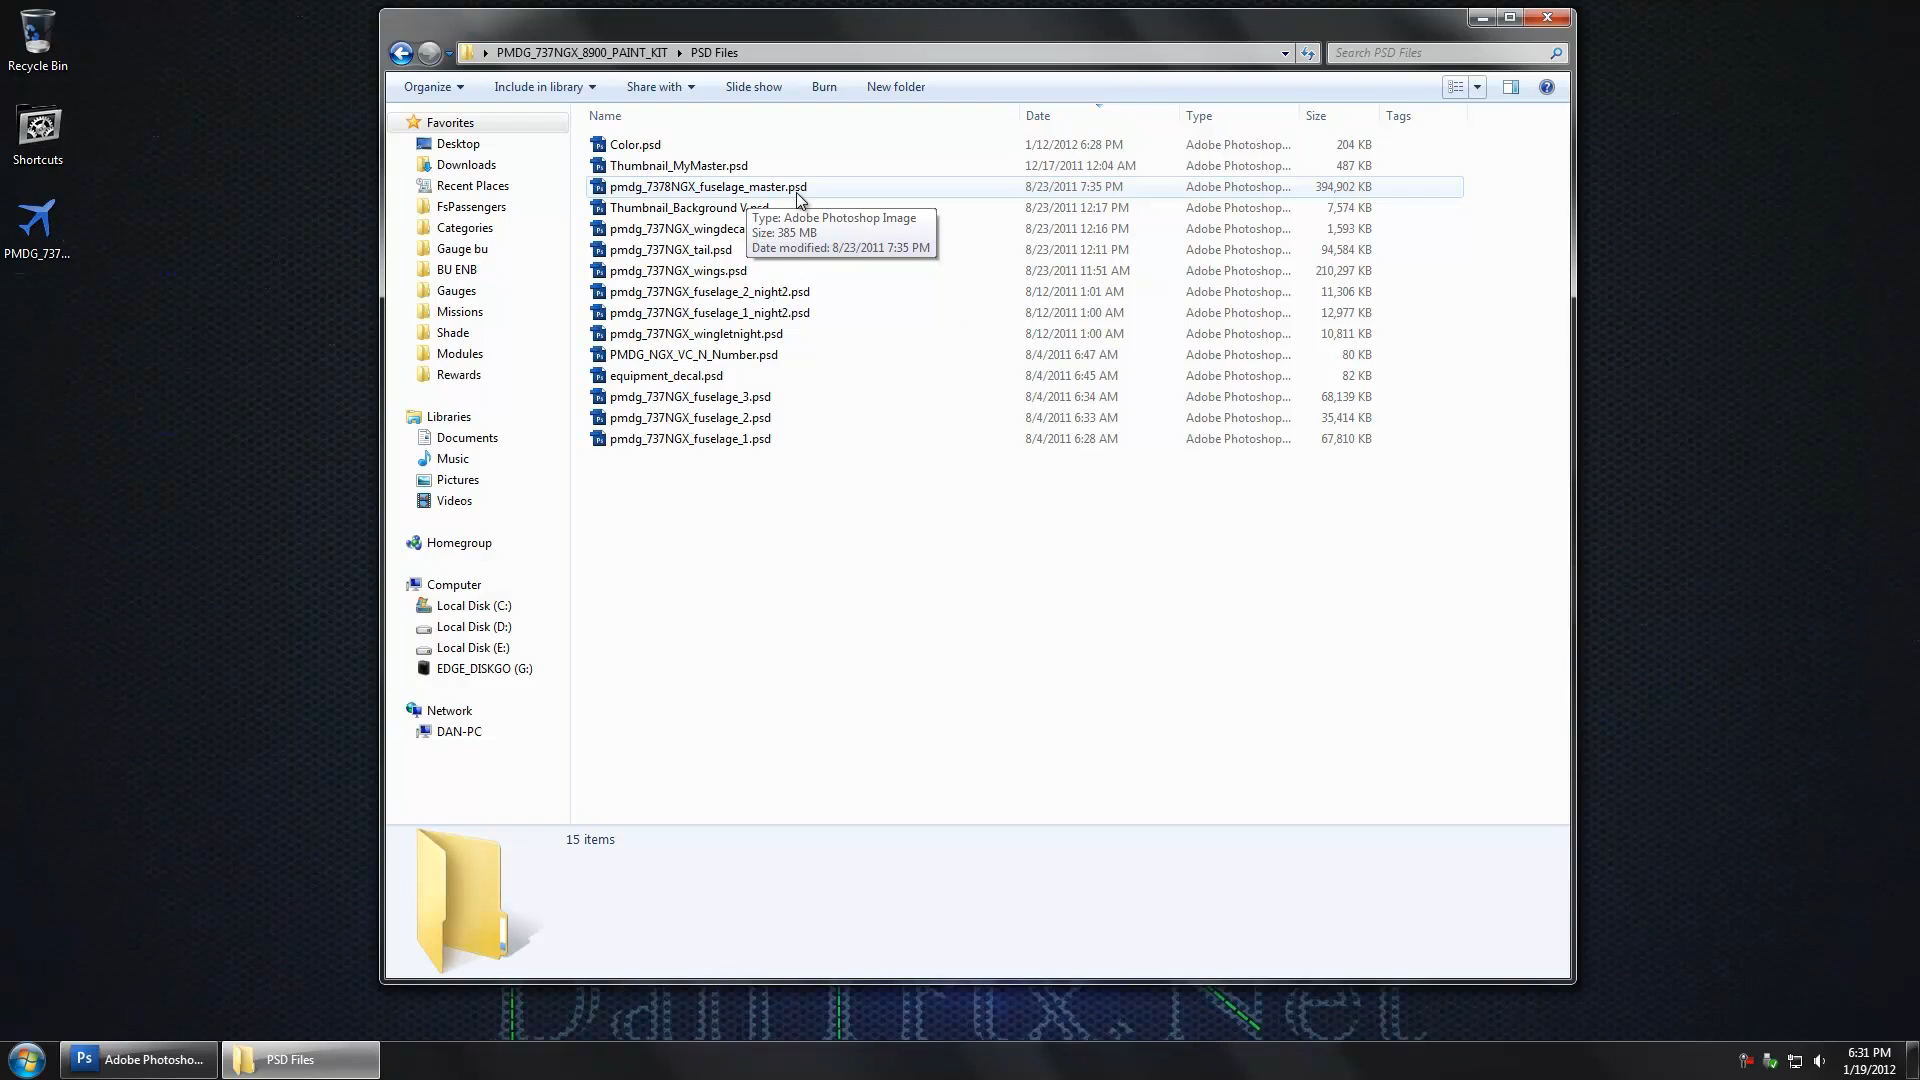 Recycle Bin
Shortcuts
PMDG_737...
PMDG_737NGX_8900_PAINT_KIT PSD Files
Search PSD Files
Organize Include in library Share with Slide show Burn New folder
Favorites
Desktop
Downloads
Recent Places
FsPassengers
Categories
Gauge bu
BU ENB
Gauges
Missions
Shade
Modules
Rewards
Libraries
Documents
Music
Pictures
Videos
Homegroup
Computer
Local Disk (C:)
Local Disk (D:)
Local Disk (E:)
EDGE_DISKGO (G:)
Network
DAN-PC
Name Date Type Size Tags
Color.psd 1/12/2012 6:28 PM Adobe Photoshop... 204 KB
Thumbnail_MyMaster.psd 12/17/2011 12:04 AM Adobe Photoshop... 487 KB
pmdg_7378NGX_fuselage_master.psd 8/23/2011 7:35 PM Adobe Photoshop... 394,902 KB
Thumbnail_Background V.psd 8/23/2011 12:17 PM Adobe Photoshop... 7,574 KB
pmdg_737NGX_wingdeca 8/23/2011 12:16 PM Adobe Photoshop... 1,593 KB
pmdg_737NGX_tail.psd 8/23/2011 12:11 PM Adobe Photoshop... 94,584 KB
pmdg_737NGX_wings.psd 8/23/2011 11:51 AM Adobe Photoshop... 210,297 KB
pmdg_737NGX_fuselage_2_night2.psd 8/12/2011 1:01 AM Adobe Photoshop... 11,306 KB
pmdg_737NGX_fuselage_1_night2.psd 8/12/2011 1:00 AM Adobe Photoshop... 12,977 KB
pmdg_737NGX_wingletnight.psd 8/12/2011 1:00 AM Adobe Photoshop... 10,811 KB
PMDG_NGX_VC_N_Number.psd 8/4/2011 6:47 AM Adobe Photoshop... 80 KB
equipment_decal.psd 8/4/2011 6:45 AM Adobe Photoshop... 82 KB
pmdg_737NGX_fuselage_3.psd 8/4/2011 6:34 AM Adobe Photoshop... 68,139 KB
pmdg_737NGX_fuselage_2.psd 8/4/2011 6:33 AM Adobe Photoshop... 35,414 KB
pmdg_737NGX_fuselage_1.psd 8/4/2011 6:28 AM Adobe Photoshop... 67,810 KB
Type: Adobe Photoshop Image
Size: 385 MB
Date modified: 8/23/2011 7:35 PM
15 items
Ps Adobe Photosho... PSD Files
6:31 PM
1/19/2012